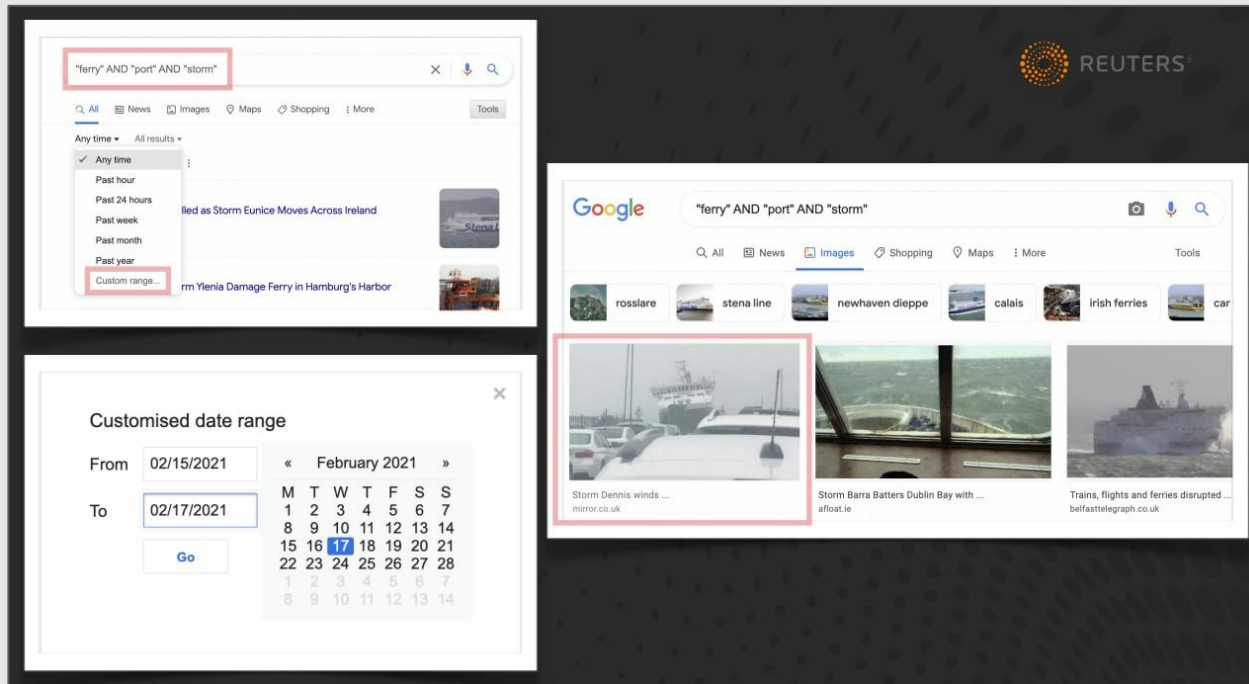 "ferry" AND "port" AND "storm"
All News Images Maps Shopping More Tools
Any time All results
Any time
Past hour
Past 24 hours
Past week
Past month
Past year
Custom range...
lled as Storm Eunice Moves Across Ireland
Stena L
rm Ylenia Damage Ferry in Hamburg's Harbor
REUTERS
Google "ferry" AND "port" AND "storm"
All News Images Shopping Maps More Tools
rosslare stena line newhaven dieppe calais irish ferries car
Storm Dennis winds ...
mirror.co.uk
Storm Barra Batters Dublin Bay with ...
afloat.ie
Trains, flights and ferries disrupted ...
belfasttelegraph.co.uk
Customised date range
From 02/15/2021
To 02/17/2021
Go
« February 2021 »
M T W T F S S
1 2 3 4 5 6 7
8 9 10 11 12 13 14
15 16 17 18 19 20 21
22 23 24 25 26 27 28
1 2 3 4 5 6 7
8 9 10 11 12 13 14